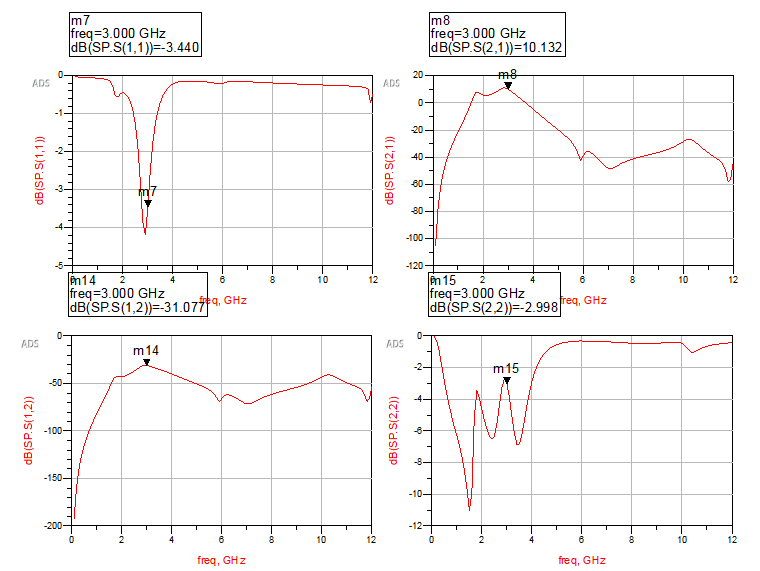 m7
freq=3.000 GHz
dB(SP.S(1,1))=-3.440
m8
freq=3.000 GHz
dB(SP.S(2,1))=10.132
ADS
dB(SP.S(1,1))
0
-1
-2
-3
-4
-5
m7
0
2
4
6
8
10
12
freq, GHz
ADS
dB(SP.S(2,1))
20
0
-20
-40
-60
-80
-100
-120
m8
2
4
6
8
10
12
freq, GHz
m14
freq=3.000 GHz
dB(SP.S(1,2))=-31.077
m15
freq=3.000 GHz
dB(SP.S(2,2))=-2.998
ADS
dB(SP.S(1,2))
0
-50
-100
-150
-200
m14
0
2
4
6
8
10
12
freq, GHz
ADS
dB(SP.S(2,2))
0
-2
-4
-6
-8
-10
-12
m15
0
2
4
6
8
10
12
freq, GHz